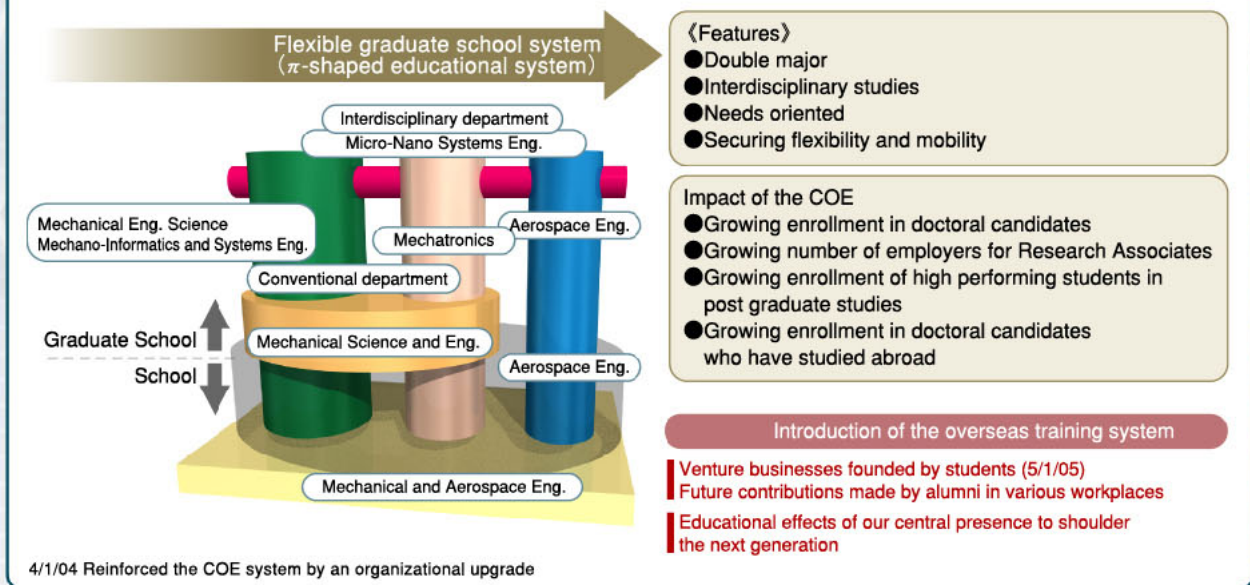 Flexible graduate school system
(π-shaped educational system)
Interdisciplinary department
Micro-Nano Systems Eng.
Mechanical Eng. Science
Mechano-Informatics and Systems Eng.
Mechatronics
Aerospace Eng.
Conventional department
Graduate School
School
Mechanical Science and Eng.
Aerospace Eng.
Mechanical and Aerospace Eng.
4/1/04 Reinforced the COE system by an organizational upgrade
《Features》
●Double major
●Interdisciplinary studies
●Needs oriented
●Securing flexibility and mobility
Impact of the COE
●Growing enrollment in doctoral candidates
●Growing number of employers for Research Associates
●Growing enrollment of high performing students in
post graduate studies
●Growing enrollment in doctoral candidates
who have studied abroad
Introduction of the overseas training system
Venture businesses founded by students (5/1/05)
Future contributions made by alumni in various workplaces
Educational effects of our central presence to shoulder
the next generation